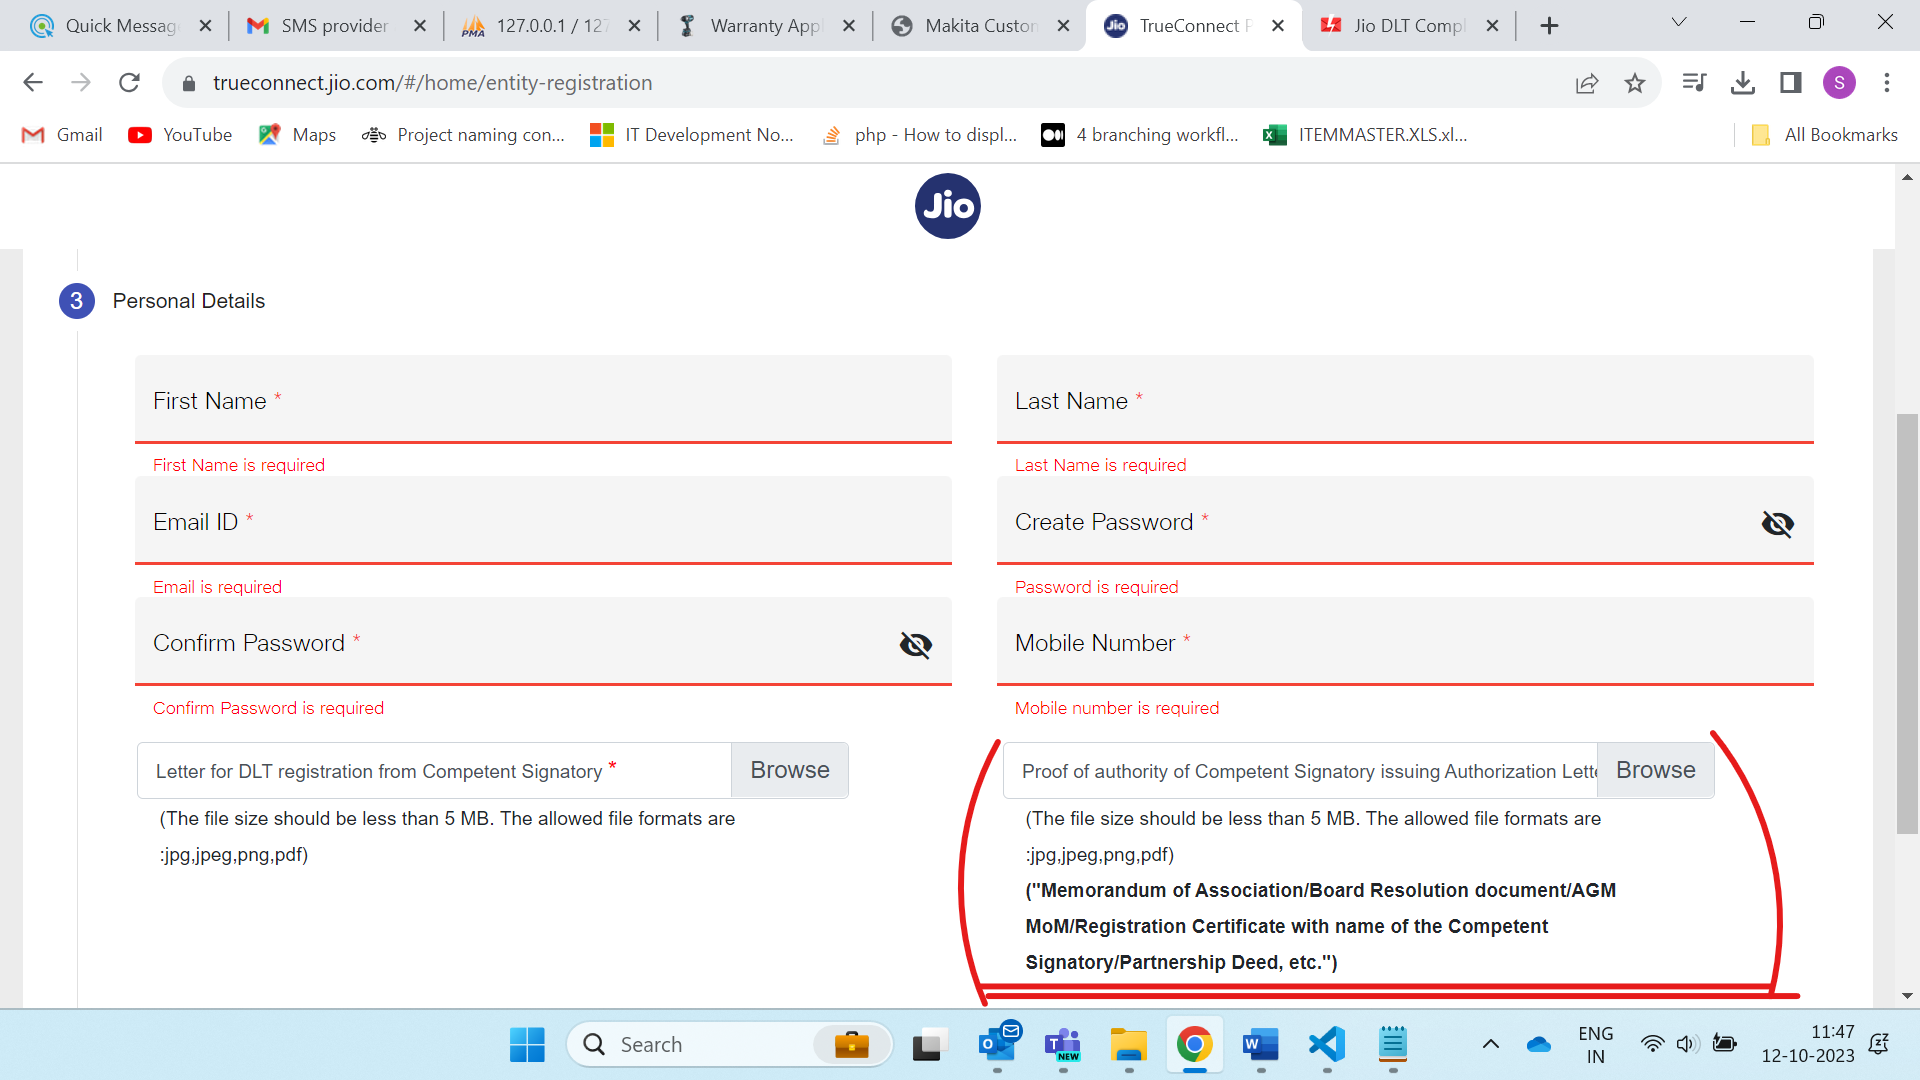 Quick Messag
SMS provider
PMA
127.0.0.1 / 127
Warranty Appl
Makita Custom
Jio
TrueConnect P
Jio DLT Compl
trueconnect.jio.com/#/home/entity-registration
S
Gmail
YouTube
Maps
Project naming con...
IT Development No...
php - How to displ...
4 branching workfl...
ITEMMASTER.XLS.xl...
All Bookmarks
Jio
3 Personal Details
First Name *
Last Name *
First Name is required
Last Name is required
Email ID *
Create Password *
Email is required
Password is required
Confirm Password *
Mobile Number *
Confirm Password is required
Mobile number is required
Letter for DLT registration from Competent Signatory *
Browse
Proof of authority of Competent Signatory issuing Authorization Lette
Browse
(The file size should be less than 5 MB. The allowed file formats are
:jpg,jpeg,png,pdf)
(The file size should be less than 5 MB. The allowed file formats are
:jpg,jpeg,png,pdf)
("Memorandum of Association/Board Resolution document/AGM
MoM/Registration Certificate with name of the Competent
Signatory/Partnership Deed, etc.")
Search
NEW
ENG
IN
11:47
12-10-2023